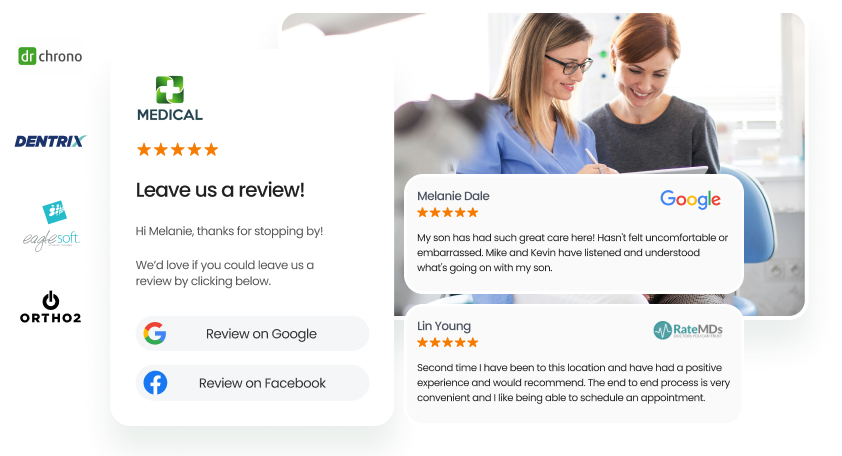 dr chrono
DENTRIX
eaglesoft.
ORTHO2
MEDICAL
Leave us a review!
Hi Melanie, thanks for stopping by!
We'd love if you could leave us a
review by clicking below.
Review on Google
Review on Facebook
Melanie Dale
Google
My son has had such great care here! Hasn't felt uncomfortable or
embarrassed. Mike and Kevin have listened and understood
what's going on with my son.
Lin Young
RateMDs
DOCTORS YOU CAN TRUST
Second time I have been to this location and have had a positive
experience and would recommend. The end to end process is very
convenient and I like being able to schedule an appointment.